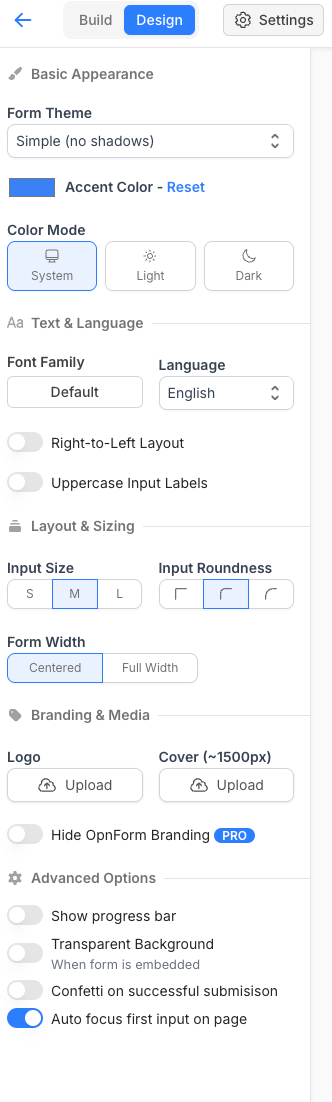 Build Design Settings
Basic Appearance
Form Theme
Simple (no shadows)
Accent Color - Reset
Color Mode
System Light Dark
Aa Text & Language
Font Family Language
Default English
Right-to-Left Layout
Uppercase Input Labels
Layout & Sizing
Input Size Input Roundness
S M L
Form Width
Centered Full Width
Branding & Media
Logo Cover (~1500px)
Upload Upload
Hide OpnForm Branding PRO
Advanced Options
Show progress bar
Transparent Background
When form is embedded
Confetti on successful submisison
Auto focus first input on page